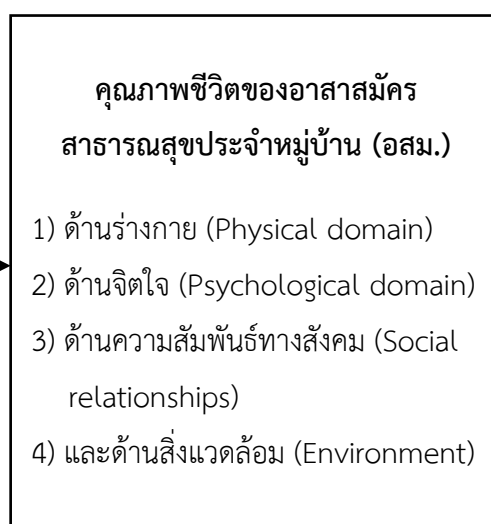 คุณภาพชีวิตของอาสาสมัคร
สาธารณสุขประจำหมู่บ้าน (อสม.)
1) ด้านร่างกาย (Physical domain)
2) ด้านจิตใจ (Psychological domain)
3) ด้านความสัมพันธ์ทางสังคม (Social
relationships)
4) และด้านสิ่งแวดล้อม (Environment)